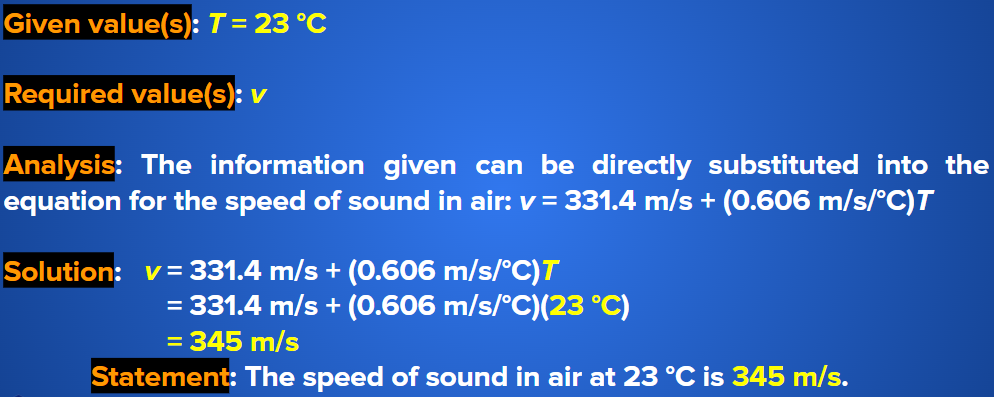 Given value(s): T = 23 °C
Required value(s): v
Analysis: The information given can be directly substituted into the
equation for the speed of sound in air: v = 331.4 m/s + (0.606 m/s/°C)T
Solution: v = 331.4 m/s + (0.606 m/s/°C)T
= 331.4 m/s + (0.606 m/s/°C)(23 °C)
= 345 m/s
Statement: The speed of sound in air at 23 °C is 345 m/s.